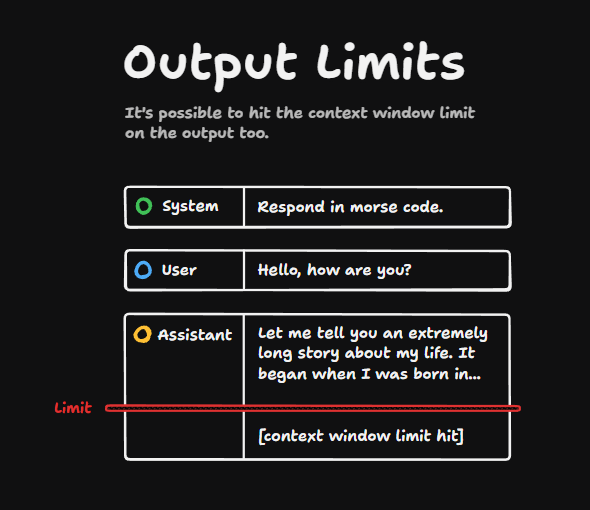 Output Limits
It's possible to hit the context window limit
on the output too.
System
Respond in morse code.
User
Hello, how are you?
Assistant
Let me tell you an extremely
long story about my life. It
began when I was born in...
Limit
[context window limit hit]